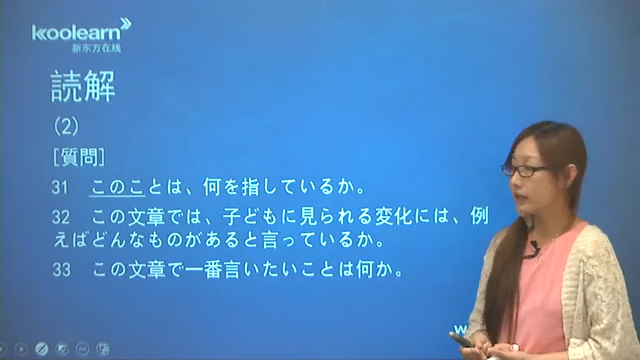 koolearn
新东方在线
読解
（2）
［質問］
31　このことは、何を指しているか。
32　この文章では、子どもに見られる変化には、例
えばどんなものがあると言っているか。
33　この文章で一番言いたいことは何か。
w